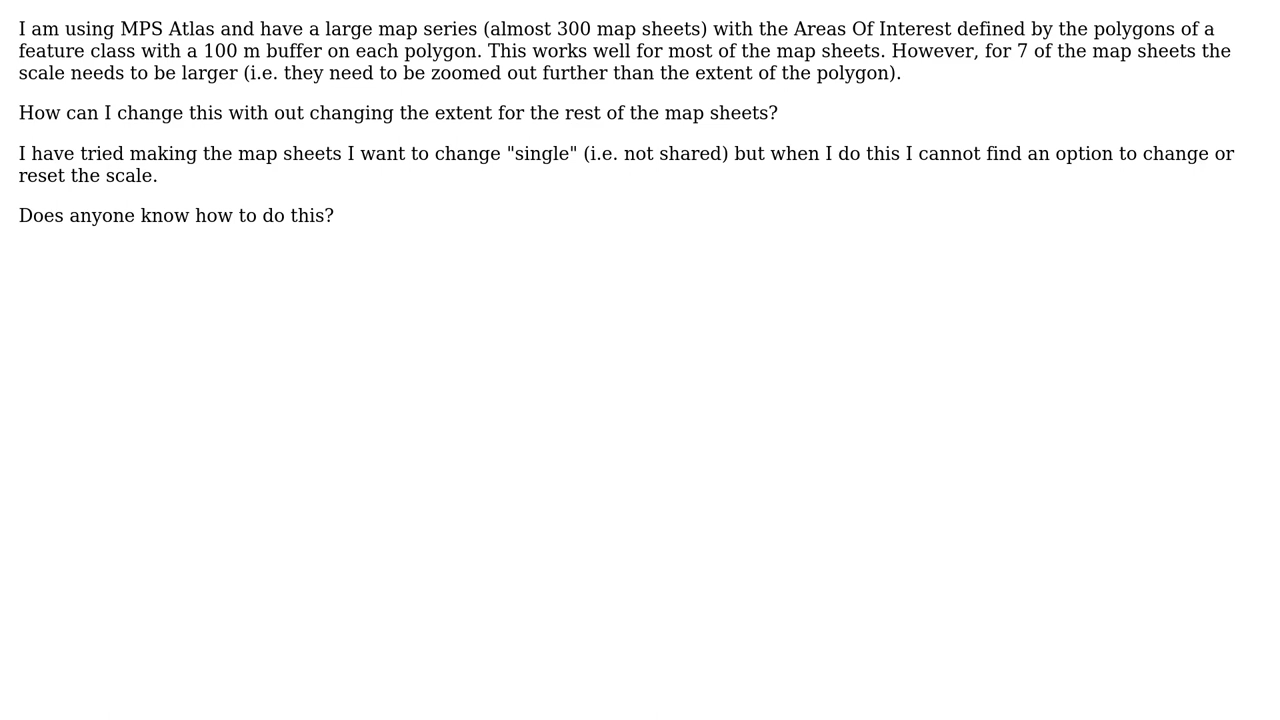 I am using MPS Atlas and have a large map series (almost 300 map sheets) with the Areas Of Interest defined by the polygons of a
feature class with a 100 m buffer on each polygon. This works well for most of the map sheets. However, for 7 of the map sheets the
scale needs to be larger (i.e. they need to be zoomed out further than the extent of the polygon).
How can I change this with out changing the extent for the rest of the map sheets?
I have tried making the map sheets I want to change "single" (i.e. not shared) but when I do this I cannot find an option to change or
reset the scale.
Does anyone know how to do this?